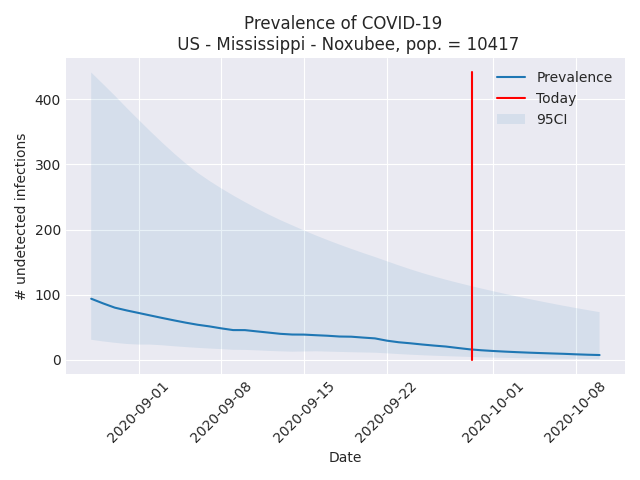 Prevalence of COVID-19
US - Mississippi - Noxubee, pop. = 10417
Prevalence
Today
95CI
# undetected infections
400
300
200
100
0
2020-09-01
2020-09-08
2020-09-15
2020-09-22
2020-10-01
2020-10-08
Date